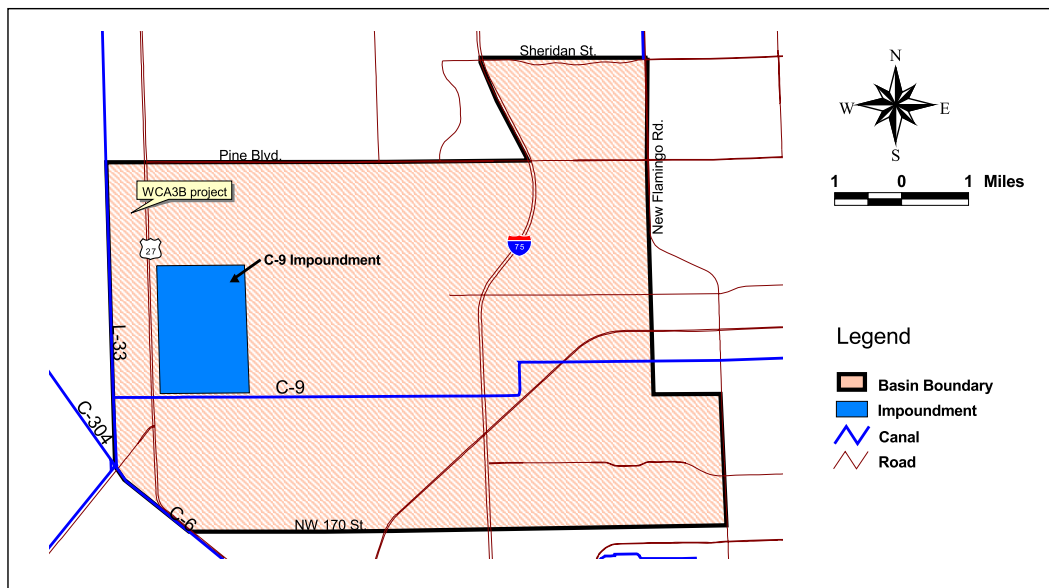 Sheridan St.
N
W E
S
Pine Blvd.
New Flamingo Rd.
WCA3B project
1 0 1 Miles
27
75
C-9 Impoundment
L-33
C-9
C-304
C-6
NW 170 St.
Legend
Basin Boundary
Impoundment
Canal
Road